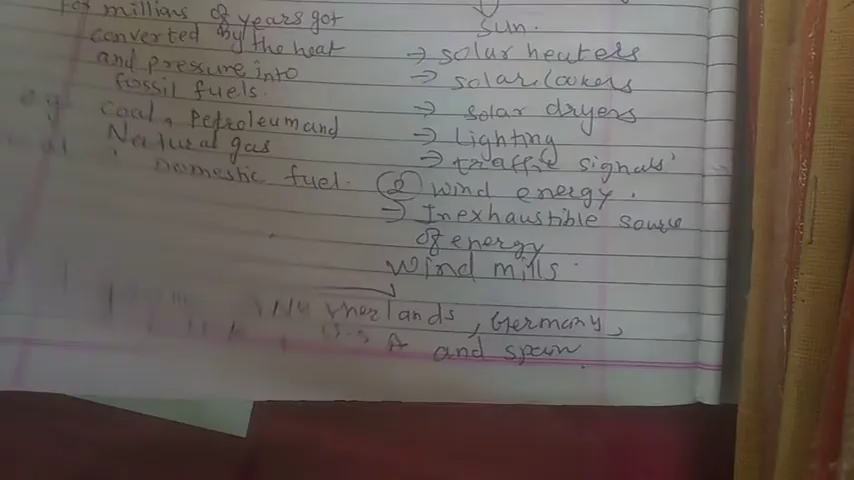 For millions of years got
converted by the heat
and pressure into
fossil fuels.
eg coal, Petroleum and
Natural gas
Domestic fuel.
Sun.
→ solar heaters
→ solar cookers
→ solar dryers
→ Lighting
→ traffic signals
② wind energy.
→ Inexhaustible source
of energy
Wind mills.
Netherlands, Germany,
U.S.A and spain.